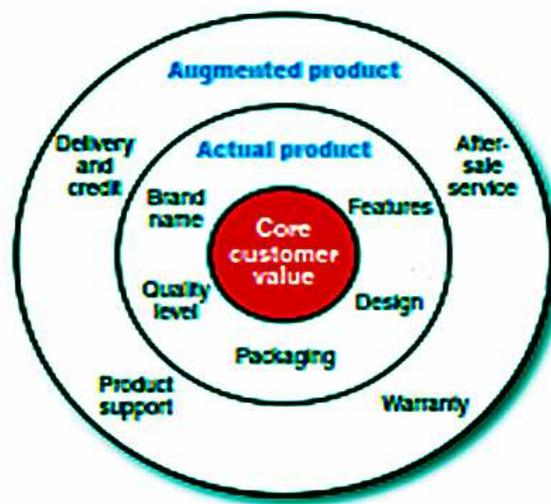 Augmented product
Delivery
and
credit
After-
sale
service
Actual product
Brand
name
Features
Core
customer
value
Quality
level
Design
Packaging
Product
support
Warranty